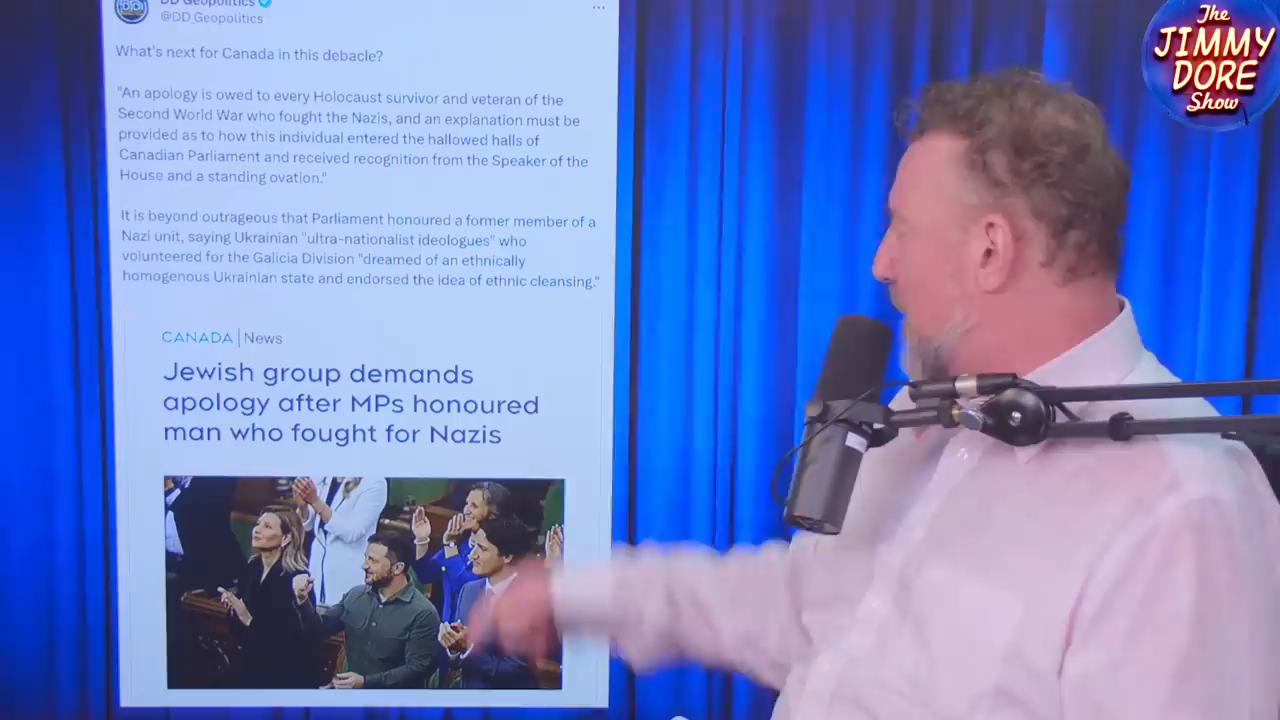 DD Geopolitics
@DD_Geopolitics
What's next for Canada in this debacle?
"An apology is owed to every Holocaust survivor and veteran of the
Second World War who fought the Nazis, and an explanation must be
provided as to how this individual entered the hallowed halls of
Canadian Parliament and received recognition from the Speaker of the
House and a standing ovation."
It is beyond outrageous that Parliament honoured a former member of a
Nazi unit, saying Ukrainian "ultra-nationalist ideologues" who
volunteered for the Galicia Division "dreamed of an ethnically
homogenous Ukrainian state and endorsed the idea of ethnic cleansing."
CANADA | News
Jewish group demands
apology after MPs honoured
man who fought for Nazis
The
JIMMY
DORE
Show